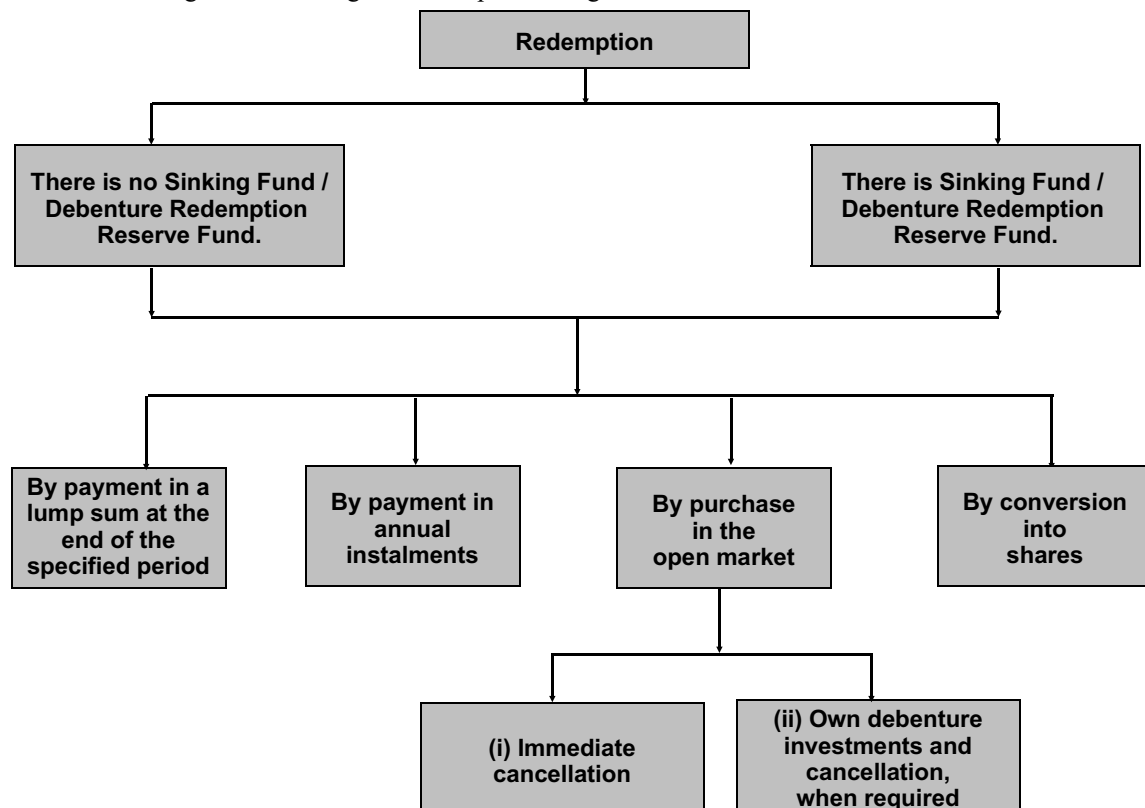 Redemption
There is no Sinking Fund /
Debenture Redemption
Reserve Fund.
There is Sinking Fund /
Debenture Redemption
Reserve Fund.
By payment in a
lump sum at the
end of the
specified period
By payment in
annual
instalments
By purchase
in the
open market
By conversion
into
shares
(i) Immediate
cancellation
(ii) Own debenture
investments and
cancellation,
when required